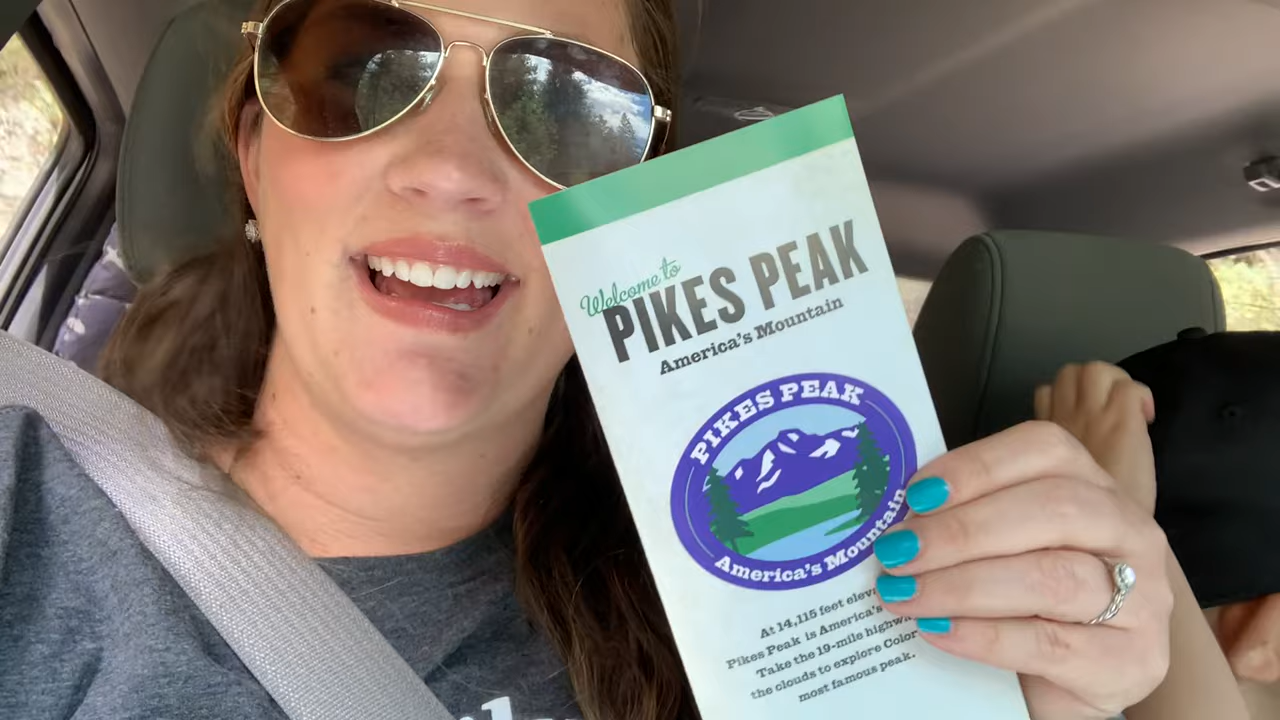 Welcome to
PIKES PEAK
America's Mountain
PIKES PEAK
America's Mountain
At 14,115 feet
Pikes Peak is America's
Take the 19-mile
the clouds to explore
most famous peak.